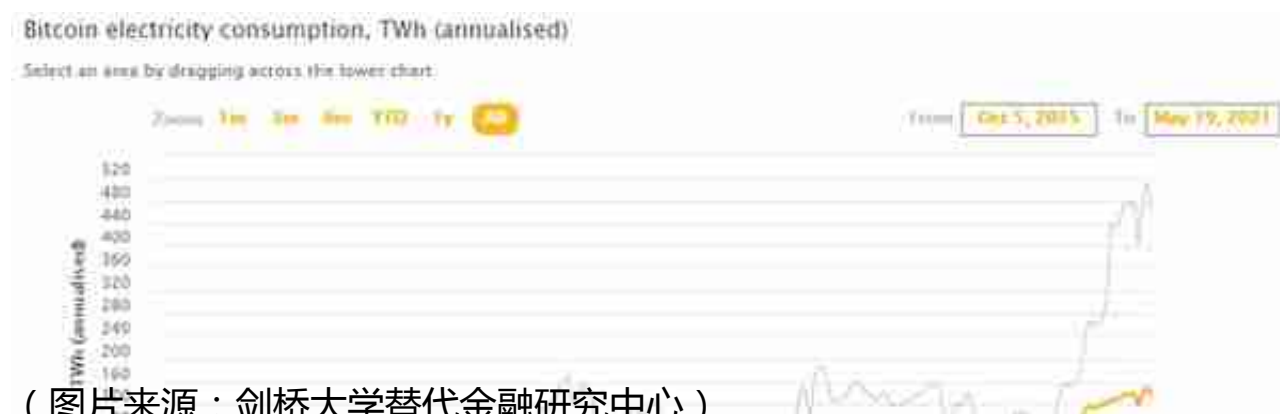 Bitcoin electricity consumption, TWh (annualised)
Select an area by dragging across the lower chart
Zoom 1m 3m 6m YTD 1y All
From Oct 5, 2015 To May 19, 2021
520
480
440
400
360
320
280
240
200
160
TWh (annualised)
(图片来源：剑桥大学替代金融研究中心)